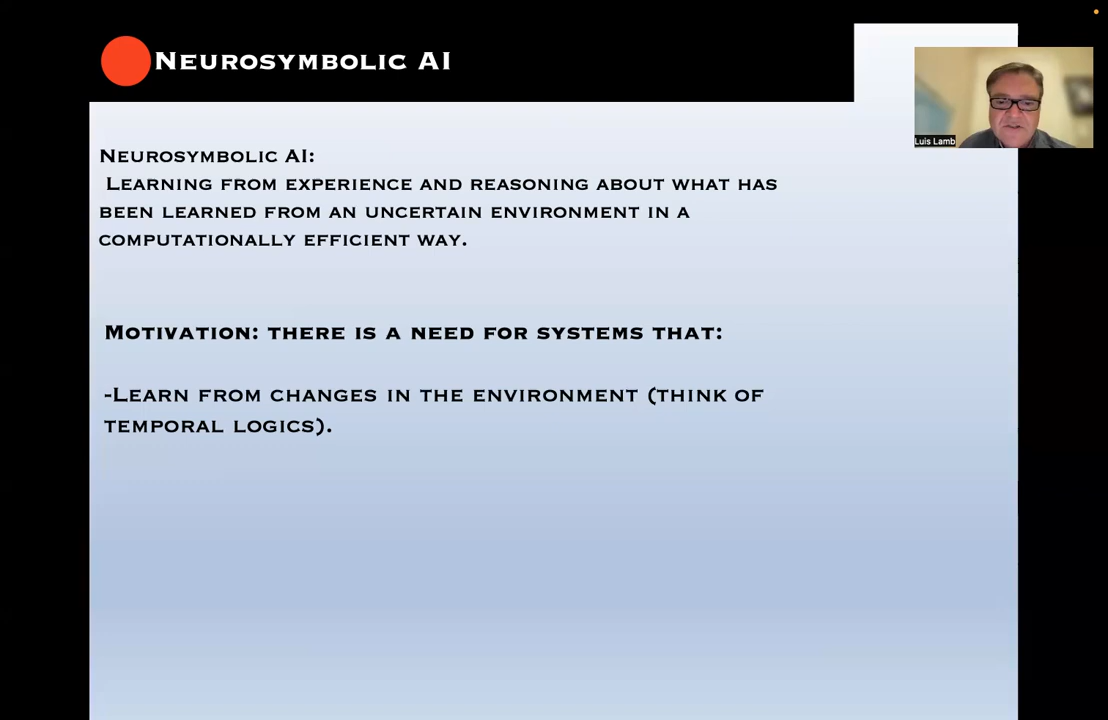 Neurosymbolic AI
Luis Lamb
Neurosymbolic AI:
Learning from experience and reasoning about what has
been learned from an uncertain environment in a
computationally efficient way.
Motivation: there is a need for systems that:
-Learn from changes in the environment (think of
temporal logics).